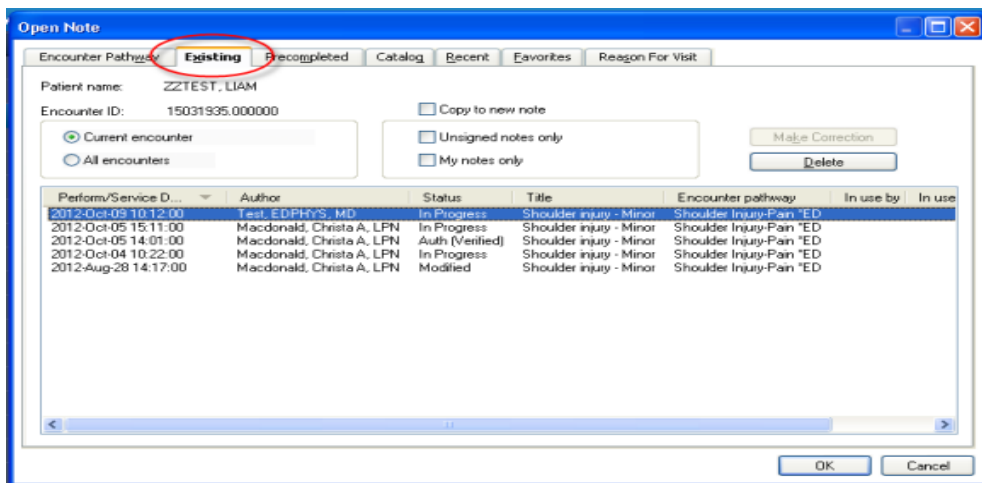 Open Note
Encounter Pathway Existing Precompleted Catalog Recent Favorites Reason For Visit
Patient name: ZZTEST, LIAM
Encounter ID: 15031935.000000 Copy to new note
Current encounter Unsigned notes only Make Correction
All encounters My notes only Delete
Perform/Service D... Author Status Title Encounter pathway In use by In use
2012-Oct-09 10:12:00 Test, EDPHYS, MD In Progress Shoulder injury - Minor Shoulder Injury-Pain "ED
2012-Oct-05 15:11:00 Macdonald, Christa A, LPN In Progress Shoulder injury - Minor Shoulder Injury-Pain "ED
2012-Oct-05 14:01:00 Macdonald, Christa A, LPN Auth (Verified) Shoulder injury - Minor Shoulder Injury-Pain "ED
2012-Oct-04 10:22:00 Macdonald, Christa A, LPN In Progress Shoulder injury - Minor Shoulder Injury-Pain "ED
2012-Aug-28 14:17:00 Macdonald, Christa A, LPN Modified Shoulder injury - Minor Shoulder Injury-Pain "ED
OK Cancel